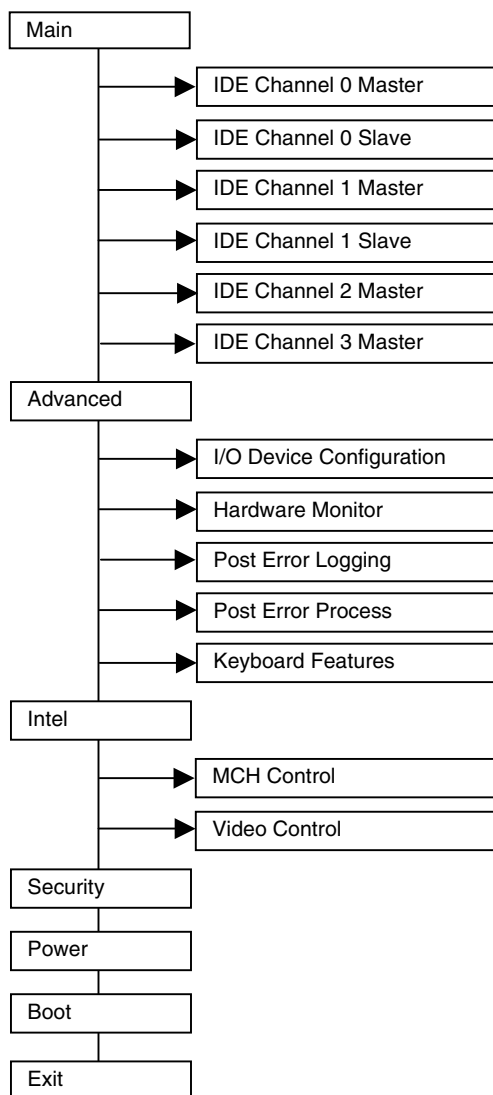 Main
IDE Channel 0 Master
IDE Channel 0 Slave
IDE Channel 1 Master
IDE Channel 1 Slave
IDE Channel 2 Master
IDE Channel 3 Master
Advanced
I/O Device Configuration
Hardware Monitor
Post Error Logging
Post Error Process
Keyboard Features
Intel
MCH Control
Video Control
Security
Power
Boot
Exit